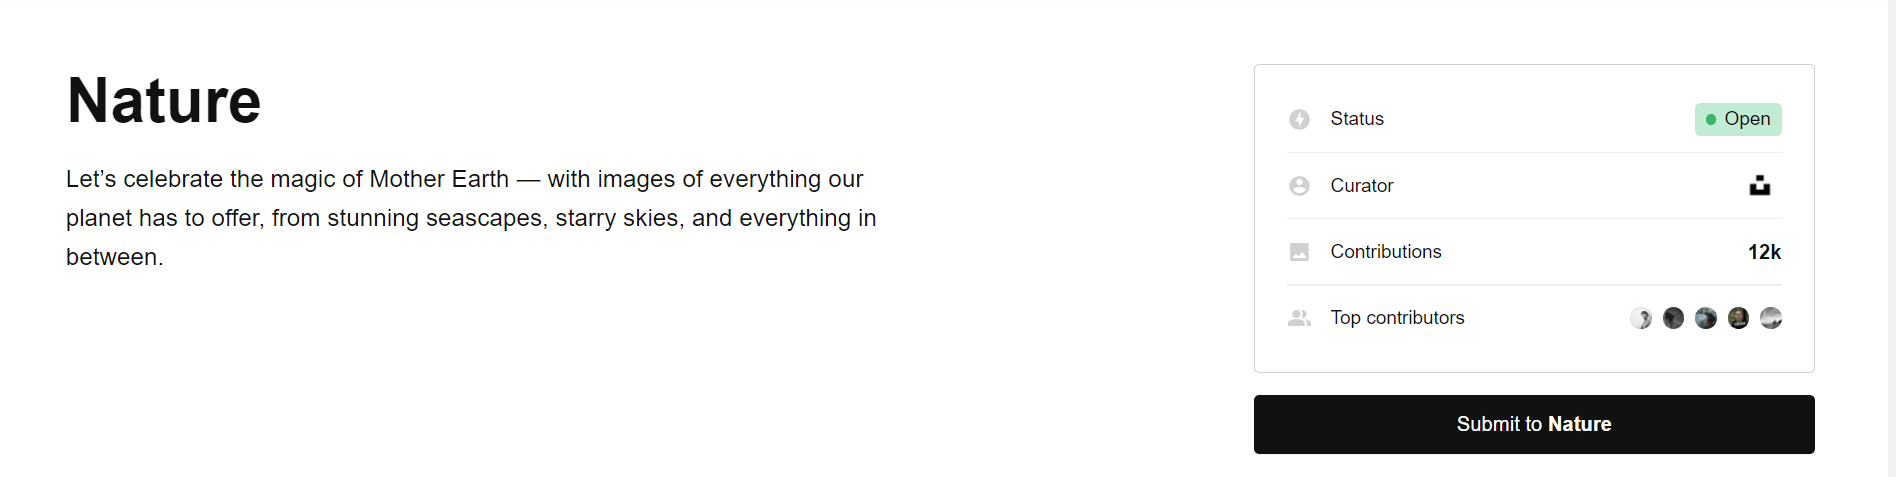 Nature
Let’s celebrate the magic of Mother Earth — with images of everything our
planet has to offer, from stunning seascapes, starry skies, and everything in
between.
Status
Open
Curator
Contributions
12k
Top contributors
Submit to Nature